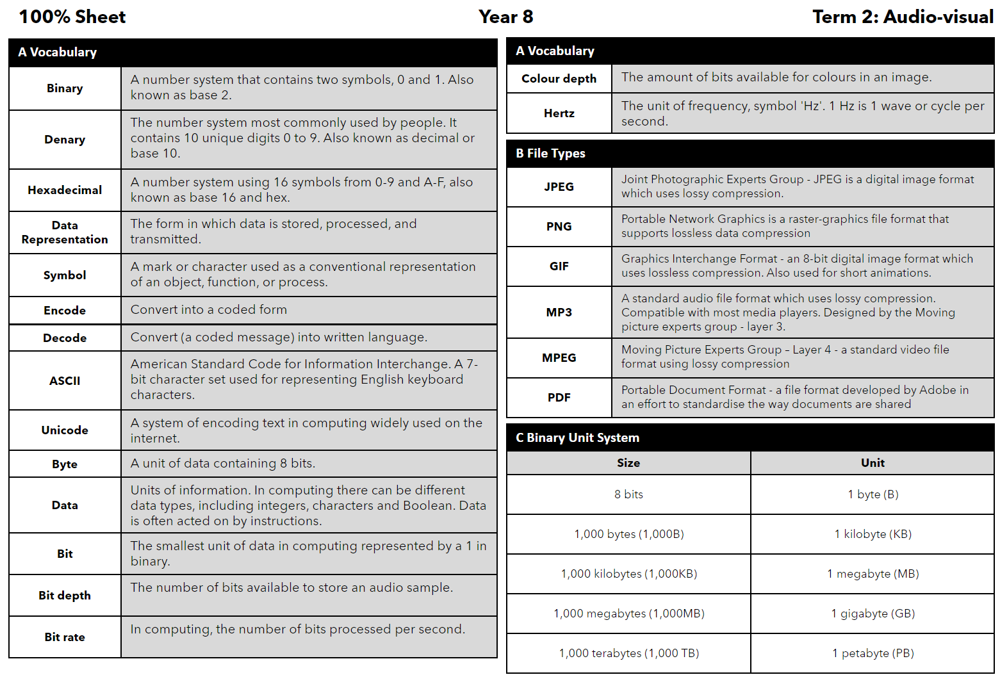 100% Sheet
Year 8
Term 2: Audio-visual
A Vocabulary
Binary
A number system that contains two symbols, 0 and 1. Also
known as base 2.
Denary
The number system most commonly used by people. It
contains 10 unique digits 0 to 9. Also known as decimal or
base 10.
Hexadecimal
A number system using 16 symbols from 0-9 and A-F, also
known as base 16 and hex.
Data
Representation
The form in which data is stored, processed, and
transmitted.
Symbol
A mark or character used as a conventional representation
of an object, function, or process.
Encode
Convert into a coded form
Decode
Convert (a coded message) into written language.
ASCII
American Standard Code for Information Interchange. A 7-
bit character set used for representing English keyboard
characters.
Unicode
A system of encoding text in computing widely used on the
internet.
Byte
A unit of data containing 8 bits.
Data
Units of information. In computing there can be different
data types, including integers, characters and Boolean. Data
is often acted on by instructions.
Bit
The smallest unit of data in computing represented by a 1 in
binary.
Bit depth
The number of bits available to store an audio sample.
Bit rate
In computing, the number of bits processed per second.
A Vocabulary
Colour depth
The amount of bits available for colours in an image.
Hertz
The unit of frequency, symbol 'Hz'. 1 Hz is 1 wave or cycle per
second.
B File Types
JPEG
Joint Photographic Experts Group - JPEG is a digital image format
which uses lossy compression.
PNG
Portable Network Graphics is a raster-graphics file format that
supports lossless data compression
GIF
Graphics Interchange Format - an 8-bit digital image format which
uses lossless compression. Also used for short animations.
MP3
A standard audio file format which uses lossy compression.
Compatible with most media players. Designed by the Moving
picture experts group - layer 3.
MPEG
Moving Picture Experts Group – Layer 4 - a standard video file
format using lossy compression
PDF
Portable Document Format - a file format developed by Adobe in
an effort to standardise the way documents are shared
C Binary Unit System
Size
Unit
8 bits
1 byte (B)
1,000 bytes (1,000B)
1 kilobyte (KB)
1,000 kilobytes (1,000KB)
1 megabyte (MB)
1,000 megabytes (1,000MB)
1 gigabyte (GB)
1,000 terabytes (1,000 TB)
1 petabyte (PB)